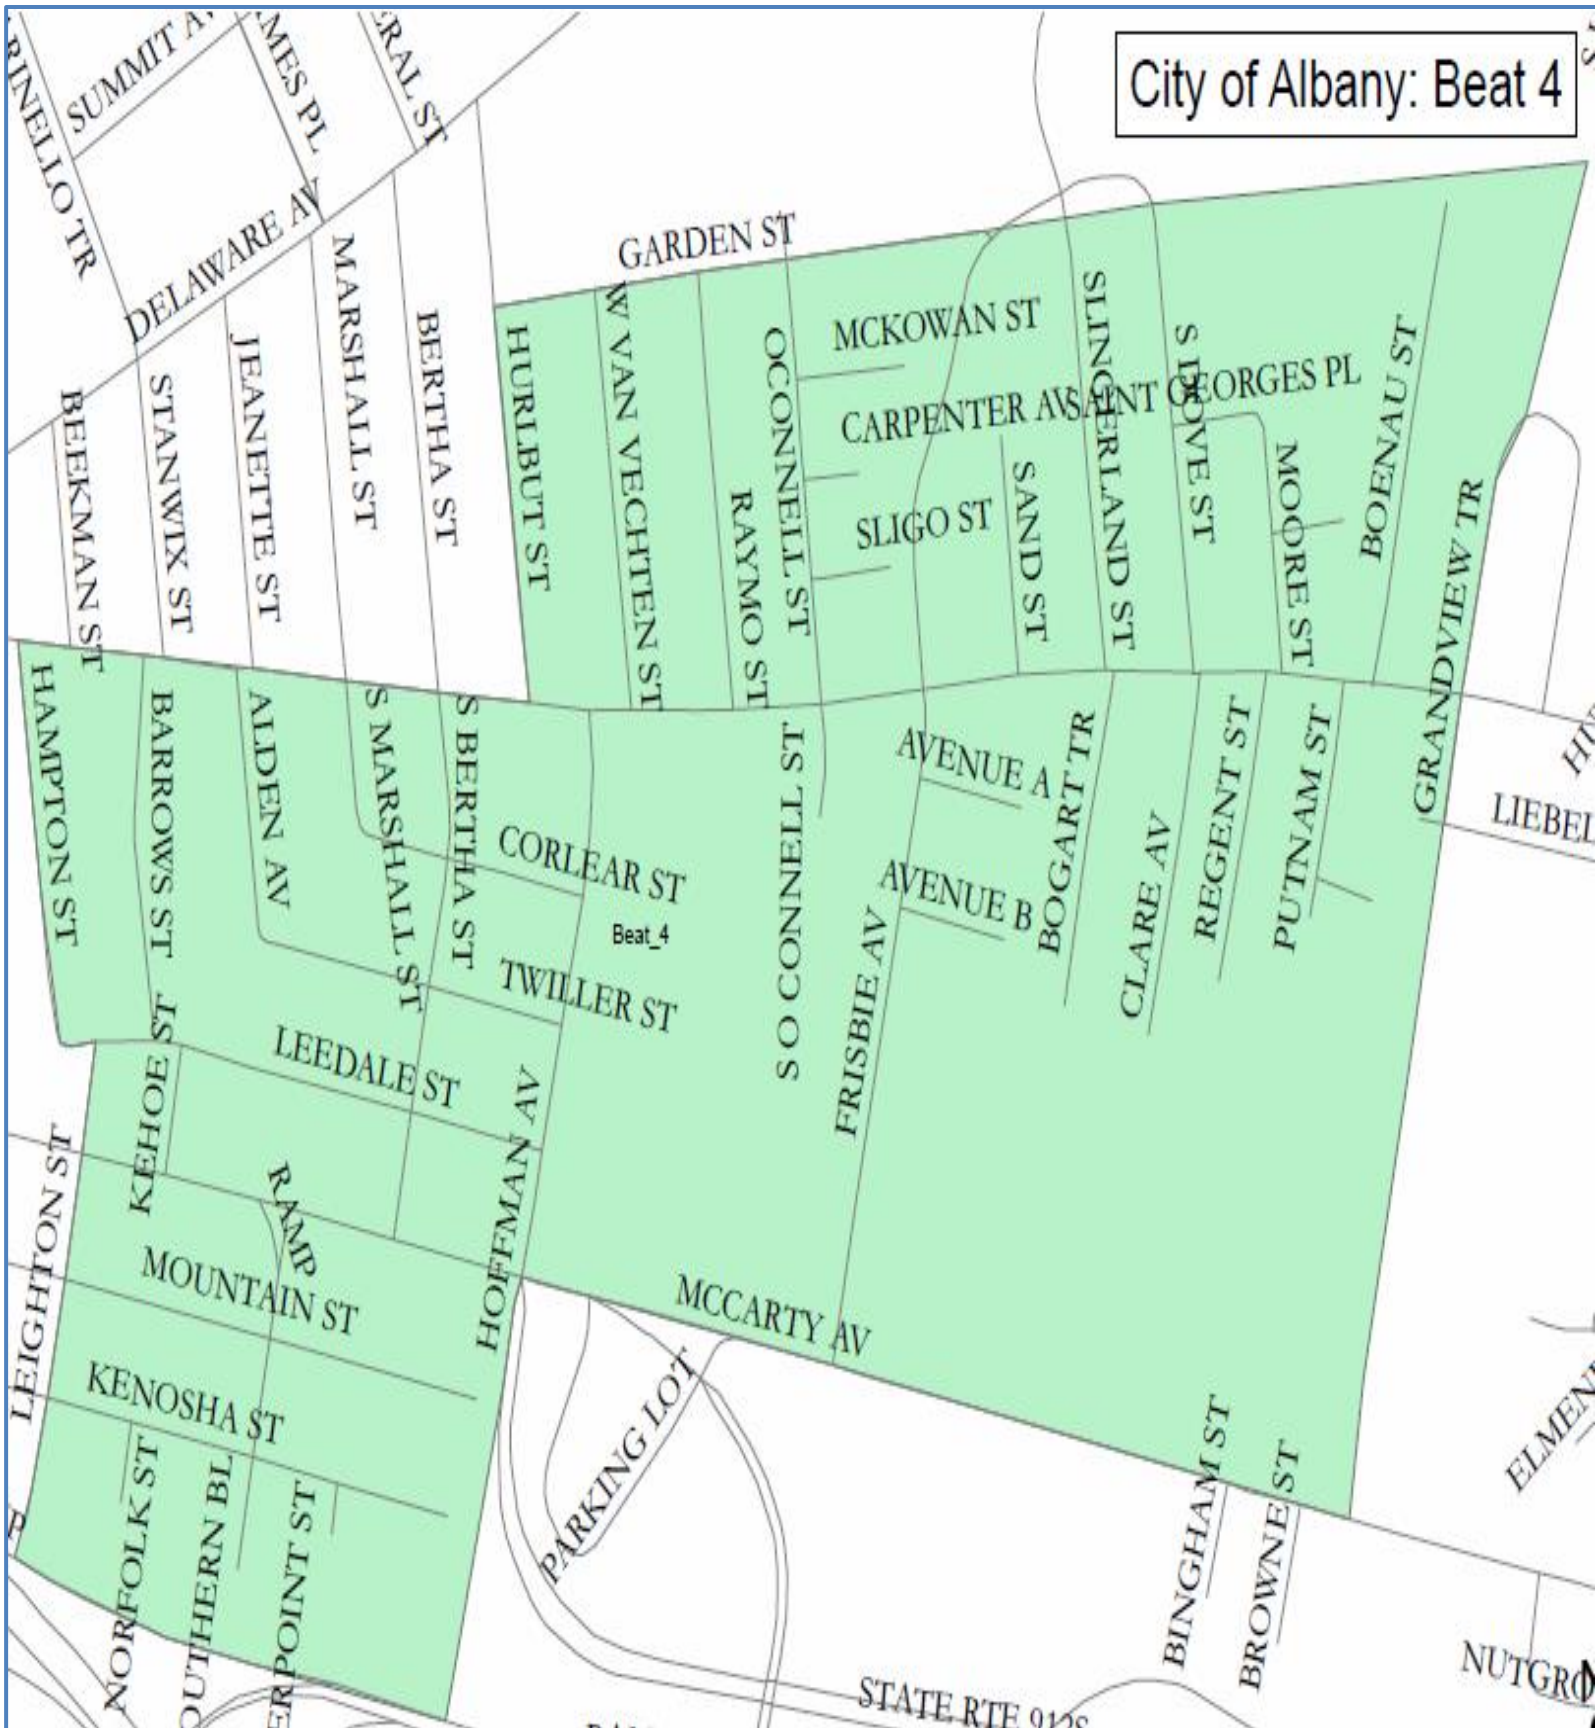 City of Albany: Beat 4
SUMMIT
DELAWARE AV
GARDEN ST
MARSHALL ST
BERTHA ST
JEANETTE ST
STANWIX ST
BEEKMAN ST
HURLBUT ST
W VAN VECHTEN ST
RAYMO ST
OCONNELL ST
MCKOWAN ST
CARPENTER AV
SAINT GEORGES PL
SLIGO ST
SAND ST
SLINGERLAND ST
S DOVE ST
MOORE ST
BOENAU ST
GRANDVIEW TR
HAMPTON ST
BARROWS ST
ALDEN AV
S MARSHALL ST
S BERTHA ST
CORLEAR ST
Beat_4
TWILLER ST
LEEDALE ST
KEHOE ST
S O CONNELL ST
FRISBIE AV
AVENUE A
AVENUE B
BOGART TR
CLARE AV
REGENT ST
PUTNAM ST
LIEBEL
HOFFMAN AV
LEIGHTON ST
RAMP
MOUNTAIN ST
KENOSHA ST
MCCARTY AV
PARKING LOT
NORFOLK ST
OUTHERN BL
ERPOINT ST
BINGHAM ST
BROWNE ST
STATE RTE 912S
NUTGRO